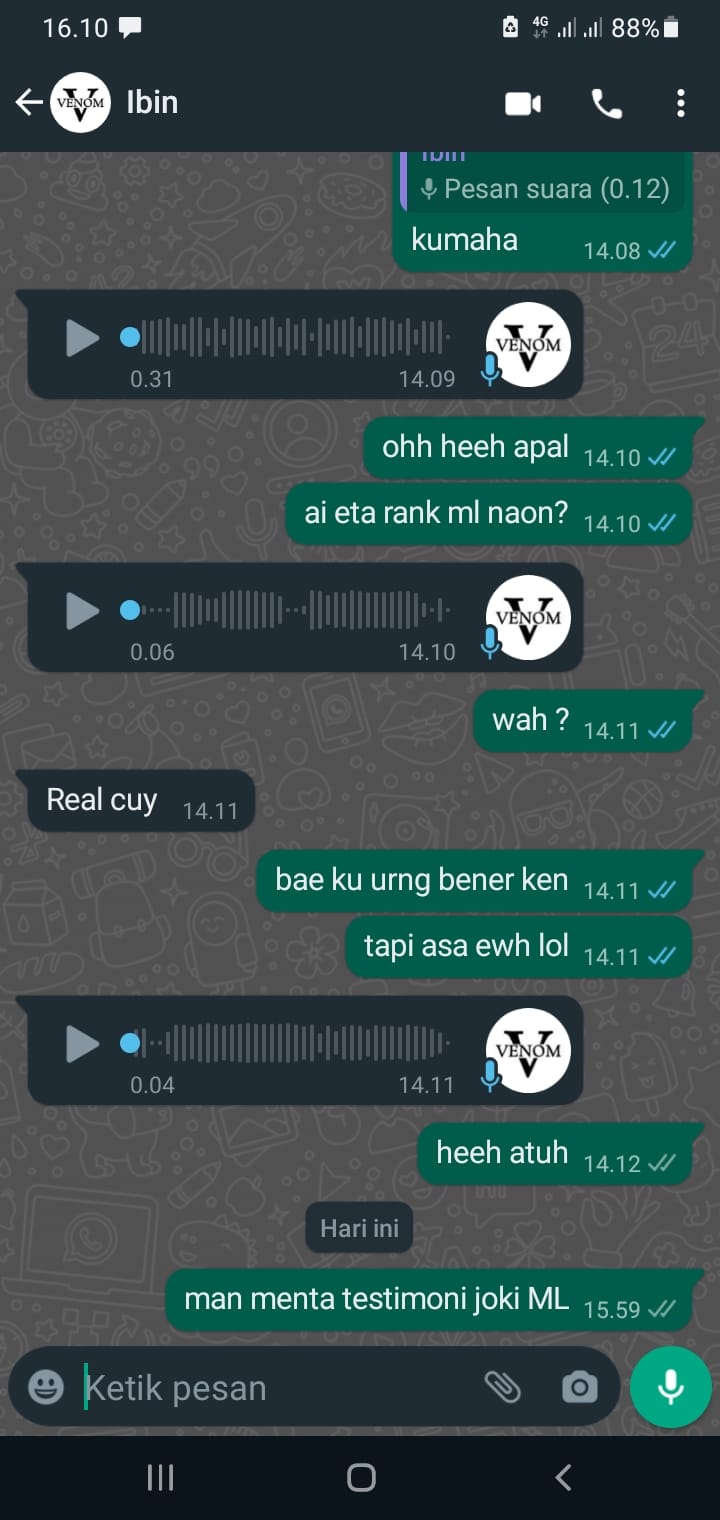 16.10 4G 88%
VENOM Ibin
Ibin
Pesan suara (0.12)
kumaha 14.08
VENOM
0.31 14.09
ohh heeh apal 14.10
ai eta rank ml naon? 14.10
VENOM
0.06 14.10
wah ? 14.11
Real cuy 14.11
bae ku urng bener ken 14.11
tapi asa ewh lol 14.11
VENOM
0.04 14.11
heeh atuh 14.12
Hari ini
man menta testimoni joki ML 15.59
Ketik pesan